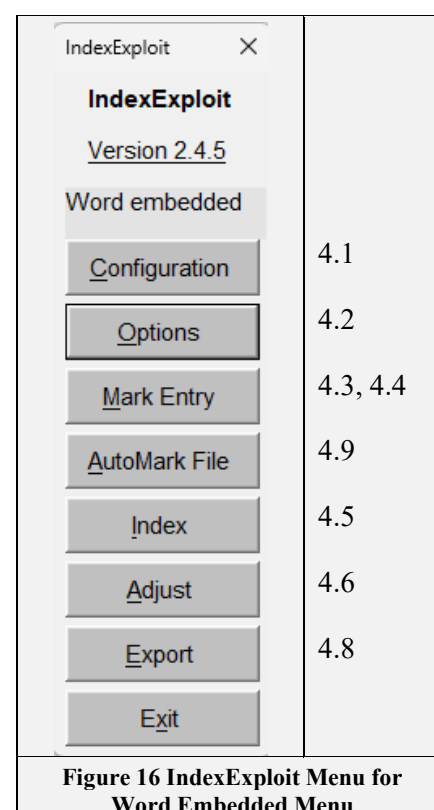 IndexExploit ×
IndexExploit
Version 2.4.5
Word embedded
Configuration 4.1
Options 4.2
Mark Entry 4.3, 4.4
AutoMark File 4.9
Index 4.5
Adjust 4.6
Export 4.8
Exit
Figure 16 IndexExploit Menu for
Word Embedded Menu